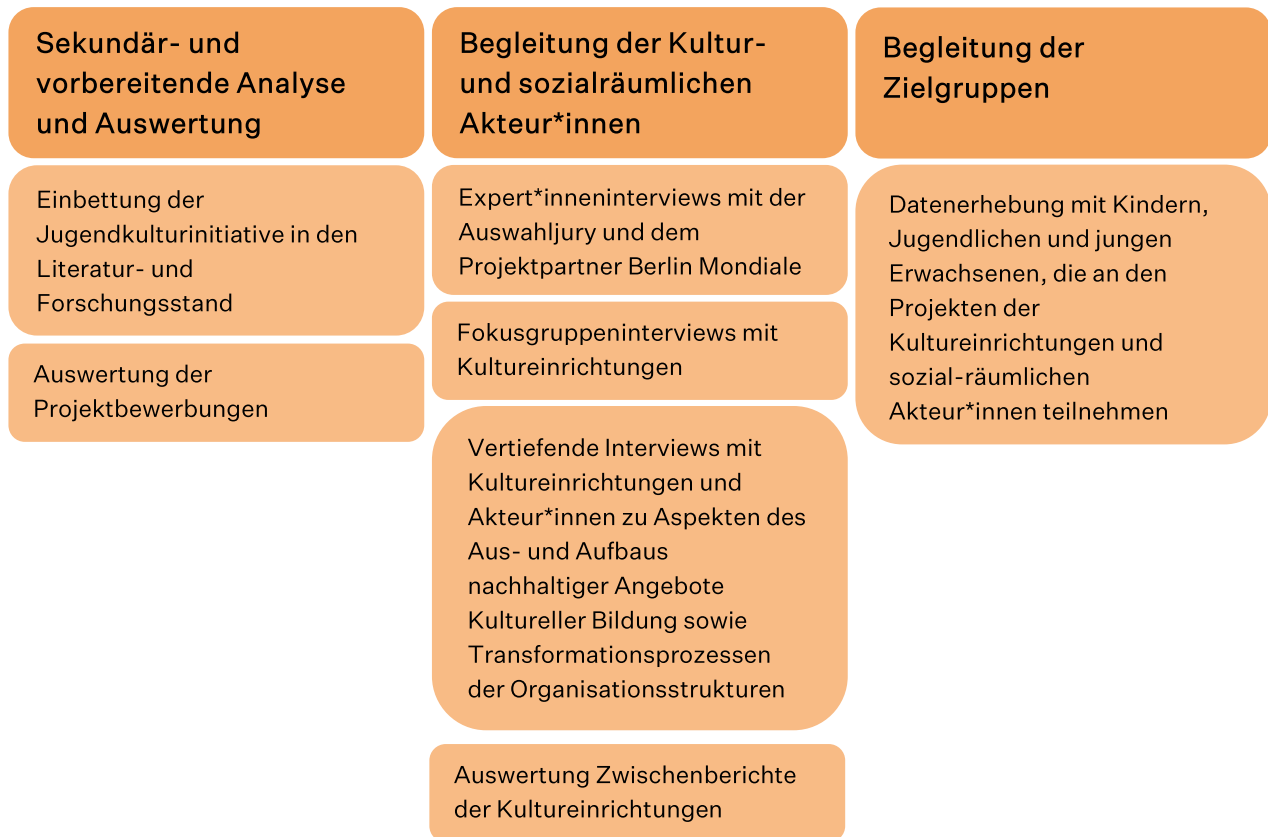 Sekundär- und
vorbereitende Analyse
und Auswertung
Einbettung der
Jugendkulturinitiative in den
Literatur- und
Forschungsstand
Auswertung der
Projektbewerbungen
Begleitung der Kultur-
und sozialräumlichen
Akteur*innen
Expert*inneninterviews mit der
Auswahljury und dem
Projektpartner Berlin Mondiale
Fokusgruppeninterviews mit
Kultureinrichtungen
Vertiefende Interviews mit
Kultureinrichtungen und
Akteur*innen zu Aspekten des
Aus- und Aufbaus
nachhaltiger Angebote
Kultureller Bildung sowie
Transformationsprozessen
der Organisationsstrukturen
Auswertung Zwischenberichte
der Kultureinrichtungen
Begleitung der
Zielgruppen
Datenerhebung mit Kindern,
Jugendlichen und jungen
Erwachsenen, die an den
Projekten der
Kultureinrichtungen und
sozial-räumlichen
Akteur*innen teilnehmen